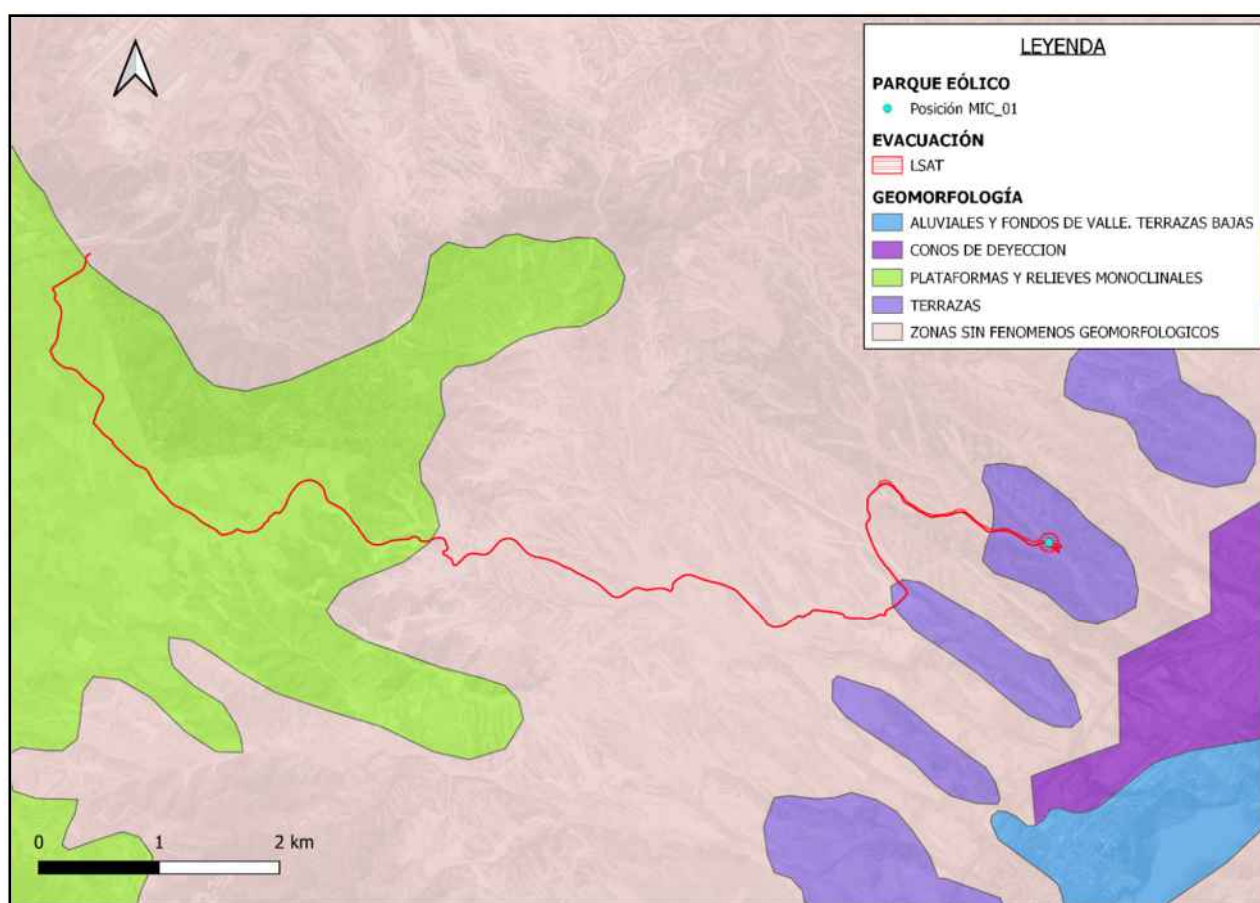 LEYENDA
PARQUE EÓLICO
Posición MIC_01
EVACUACIÓN
LSAT
GEOMORFOLOGÍA
ALUVIALES Y FONDOS DE VALLE. TERRAZAS BAJAS
CONOS DE DEYECCION
PLATAFORMAS Y RELIEVES MONOCLINALES
TERRAZAS
ZONAS SIN FENOMENOS GEOMORFOLOGICOS
0 1 2 km